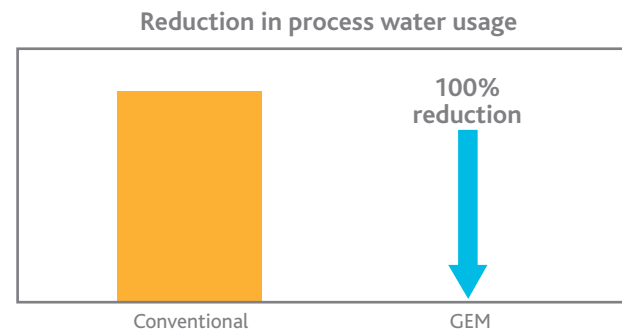 Reduction in process water usage
100%
reduction
Conventional
GEM